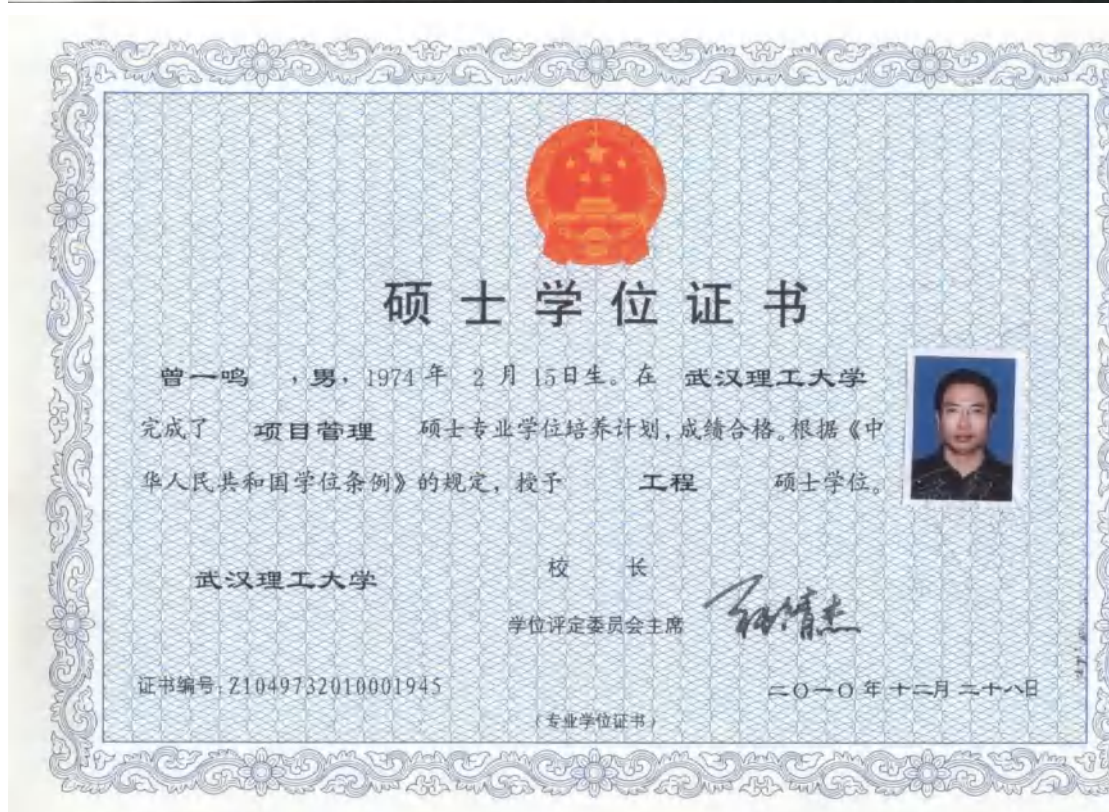 硕士学位证书
曾一鸣 ，男，1974 年 2 月 15日生。在 武汉理工大学
完成了 项目管理 硕士专业学位培养计划，成绩合格。根据《中
华人民共和国学位条例》的规定，授予 工程 硕士学位。
武汉理工大学
校 长
学位评定委员会主席
证书编号：Z1049732010001945
二〇一〇 年 十二月 二十八日
（专业学位证书）